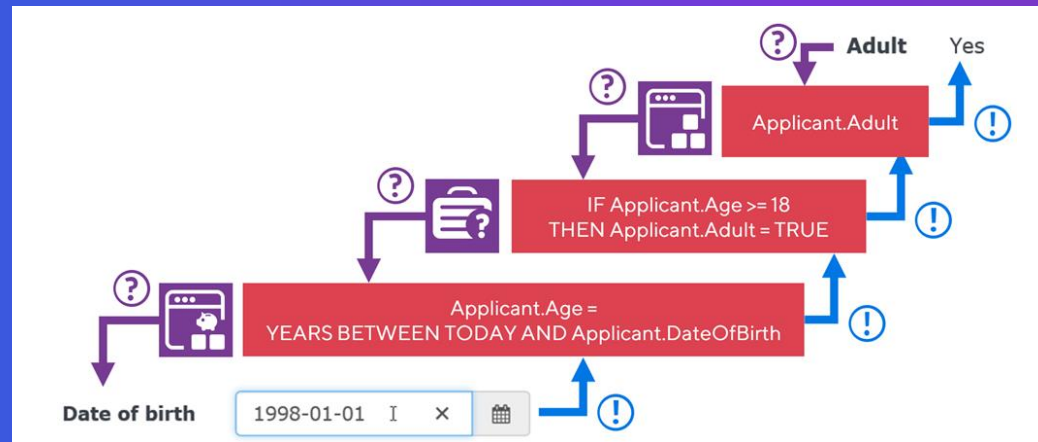 Adult Yes
Applicant.Adult
IF Applicant.Age >= 18
THEN Applicant.Adult = TRUE
Applicant.Age =
YEARS BETWEEN TODAY AND Applicant.DateOfBirth
Date of birth 1998-01-01